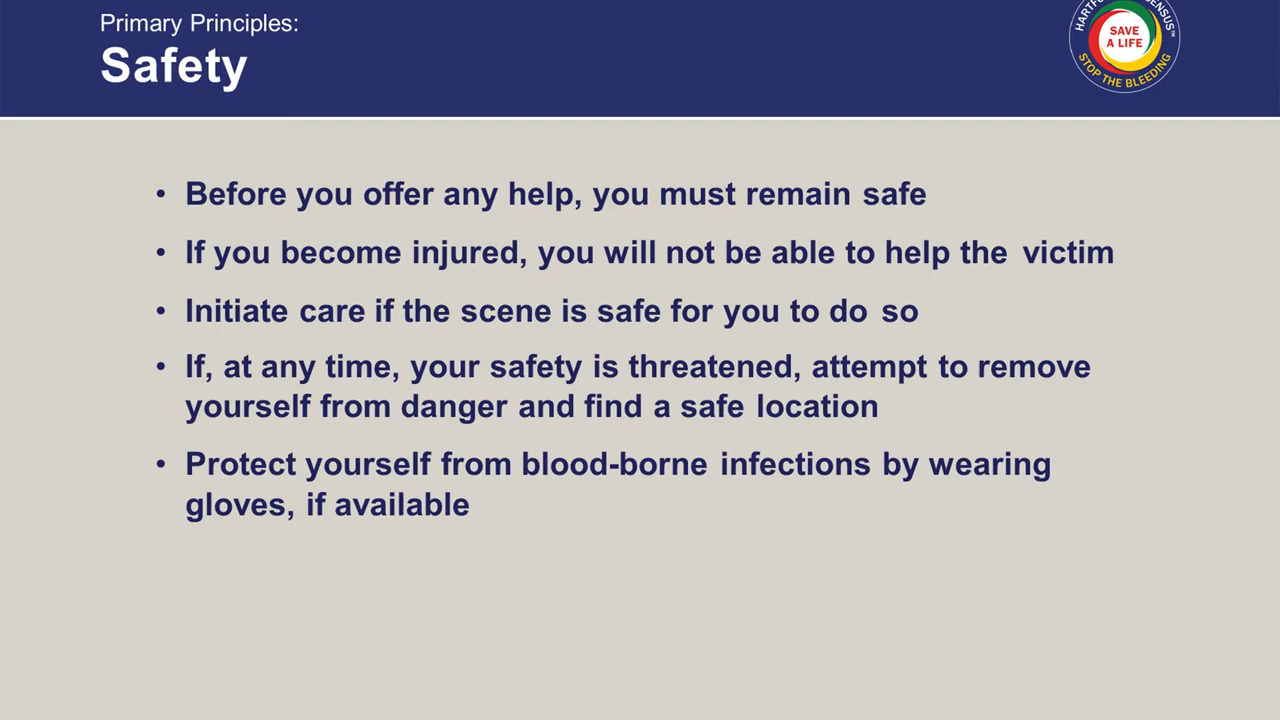 Primary Principles:
Safety
SAVE
A LIFE
STOP THE BLEEDING
• Before you offer any help, you must remain safe
• If you become injured, you will not be able to help the victim
• Initiate care if the scene is safe for you to do so
• If, at any time, your safety is threatened, attempt to remove
yourself from danger and find a safe location
• Protect yourself from blood-borne infections by wearing
gloves, if available